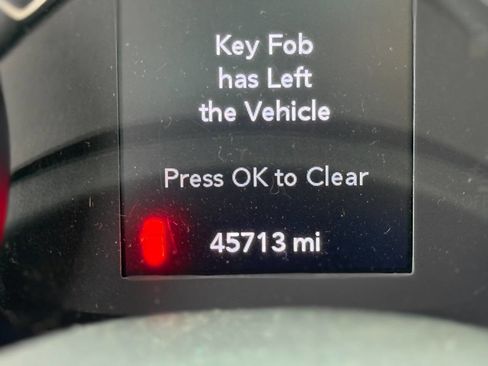 Key Fob
has Left
the Vehicle
Press OK to Clear
45713 mi